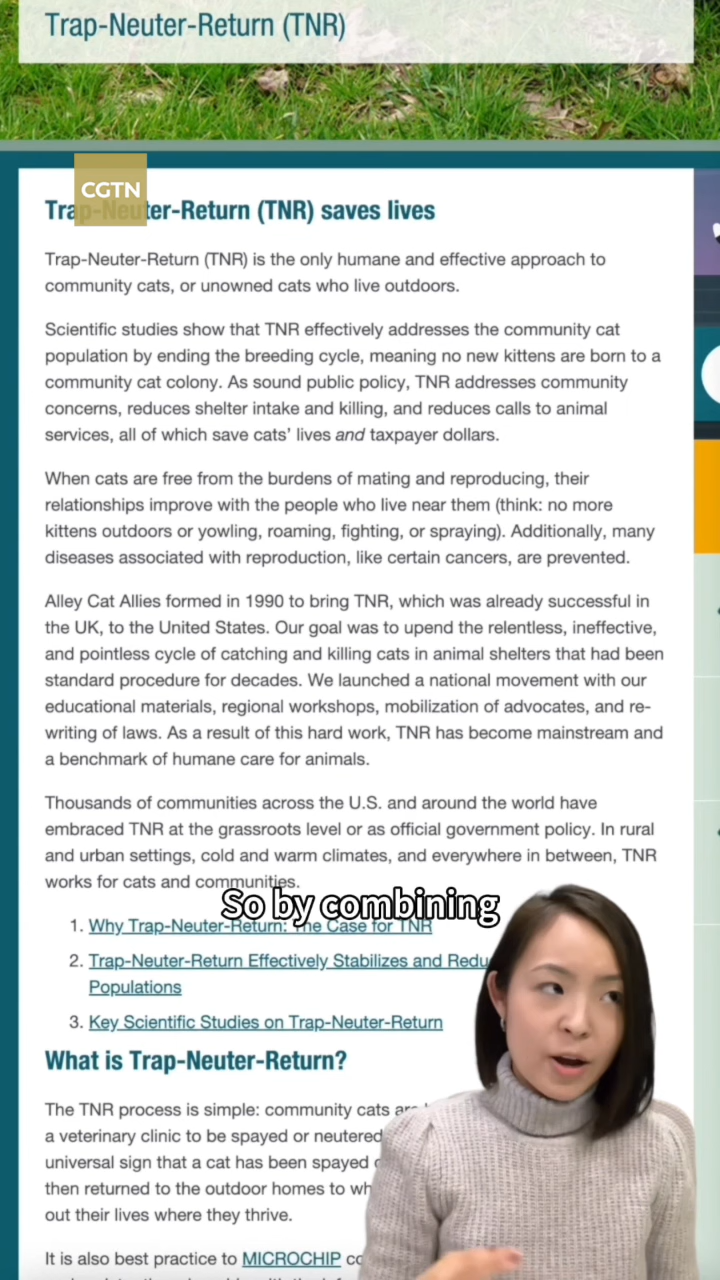 Trap-Neuter-Return (TNR)
CGTN
Trap-Neuter-Return (TNR) saves lives
Trap-Neuter-Return (TNR) is the only humane and effective approach to
community cats, or unowned cats who live outdoors.
Scientific studies show that TNR effectively addresses the community cat
population by ending the breeding cycle, meaning no new kittens are born to a
community cat colony. As sound public policy, TNR addresses community
concerns, reduces shelter intake and killing, and reduces calls to animal
services, all of which save cats' lives and taxpayer dollars.
When cats are free from the burdens of mating and reproducing, their
relationships improve with the people who live near them (think: no more
kittens outdoors or yowling, roaming, fighting, or spraying). Additionally, many
diseases associated with reproduction, like certain cancers, are prevented.
Alley Cat Allies formed in 1990 to bring TNR, which was already successful in
the UK, to the United States. Our goal was to upend the relentless, ineffective,
and pointless cycle of catching and killing cats in animal shelters that had been
standard procedure for decades. We launched a national movement with our
educational materials, regional workshops, mobilization of advocates, and re-
writing of laws. As a result of this hard work, TNR has become mainstream and
a benchmark of humane care for animals.
Thousands of communities across the U.S. and around the world have
embraced TNR at the grassroots level or as official government policy. In rural
and urban settings, cold and warm climates, and everywhere in between, TNR
works for cats and communities.
So by combining
1. Why Trap-Neuter-Return: The Case for TNR
2. Trap-Neuter-Return Effectively Stabilizes and
Populations
3. Key Scientific Studies on Trap-Neuter-Return
What is Trap-Neuter-Return?
The TNR process is simple: community cats
a veterinary clinic to be spayed or neutered
universal sign that a cat has been spayed
then returned to the outdoor homes to
out their lives where they thrive.
It is also best practice to MICROCHIP